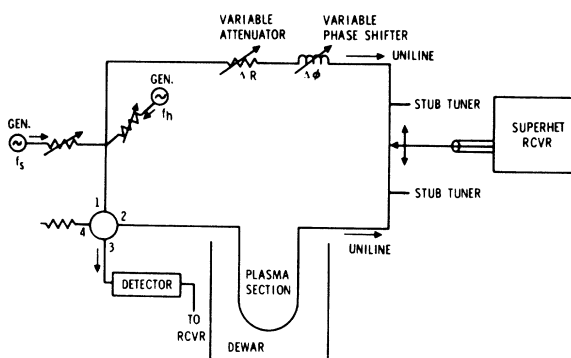 VARIABLE
ATTENUATOR
VARIABLE
PHASE SHIFTER
UNILINE
ΔR
Δφ
GEN.
fh
GEN.
fs
STUB TUNER
SUPERHET
RCVR
STUB TUNER
1
2
3
4
UNILINE
PLASMA
SECTION
DETECTOR
TO
RCVR
DEWAR